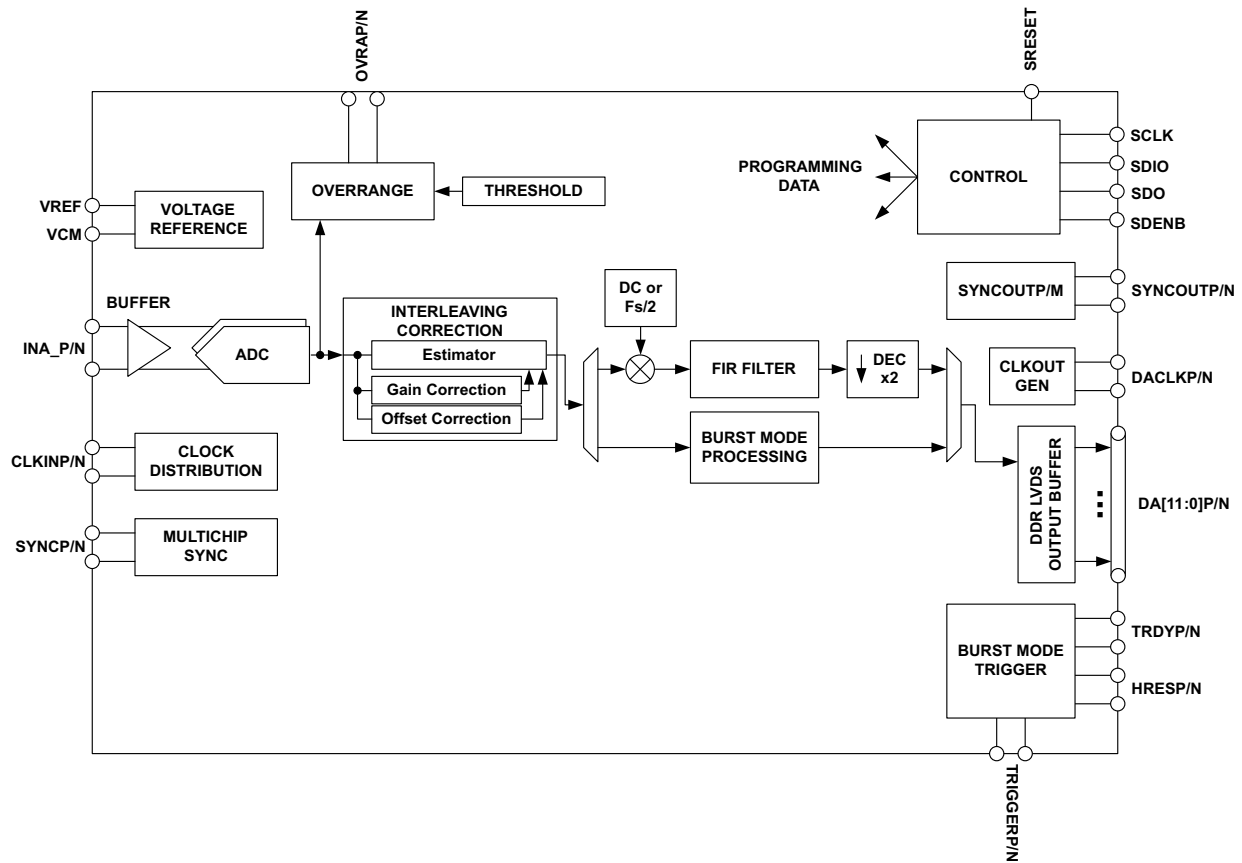 OVRAP/N
SRESET
SCLK
SDIO
SDO
SDENB
PROGRAMMING
DATA
CONTROL
OVERRANGE
THRESHOLD
VREF
VCM
VOLTAGE
REFERENCE
BUFFER
INA_P/N
ADC
INTERLEAVING
CORRECTION
Estimator
Gain Correction
Offset Correction
DC or
Fs/2
FIR FILTER
DEC
x2
BURST MODE
PROCESSING
SYNCOUTP/M
SYNCOUTP/N
CLKOUT
GEN
DACLKP/N
CLKINP/N
CLOCK
DISTRIBUTION
SYNCP/N
MULTICHIP
SYNC
DDR LVDS
OUTPUT BUFFER
DA[11:0]P/N
BURST MODE
TRIGGER
TRDYP/N
HRESP/N
TRIGGERP/N